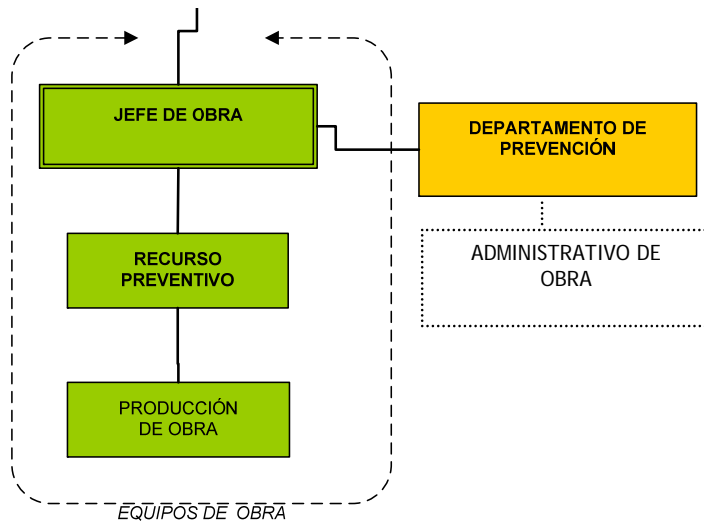 JEFE DE OBRA
DEPARTAMENTO DE
PREVENCIÓN
RECURSO
PREVENTIVO
ADMINISTRATIVO DE
OBRA
PRODUCCIÓN
DE OBRA
EQUIPOS DE OBRA